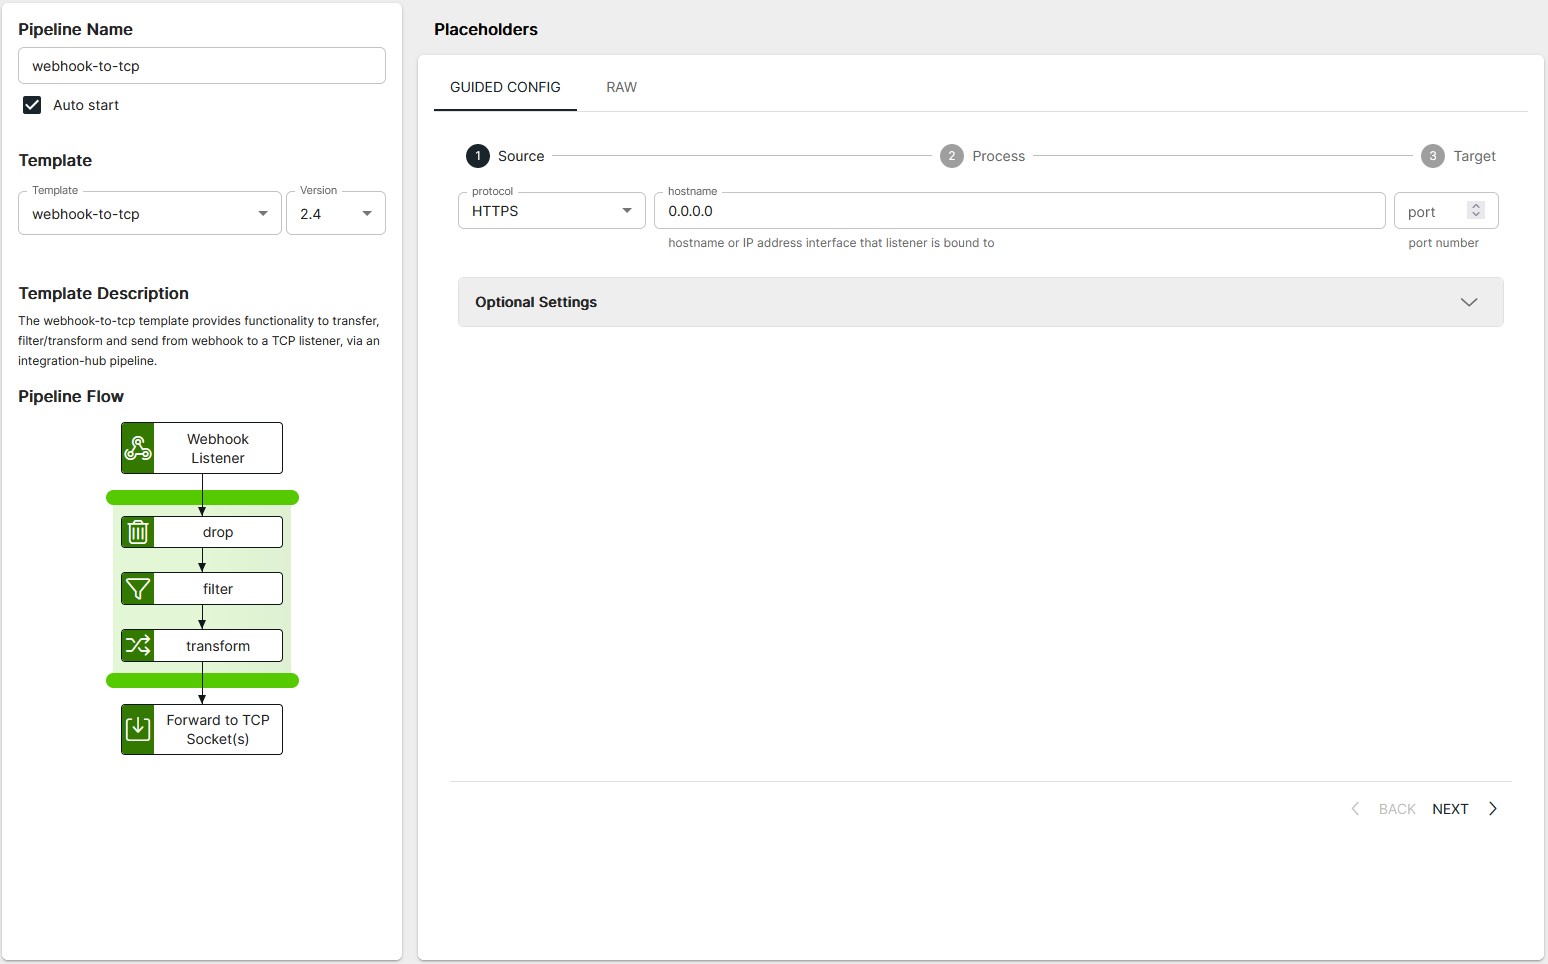 Pipeline Name
webhook-to-tcp
Auto start
Template
Template
webhook-to-tcp
Version
2.4
Template Description
The webhook-to-tcp template provides functionality to transfer,
filter/transform and send from webhook to a TCP listener, via an
integration-hub pipeline.
Pipeline Flow
Webhook
Listener
drop
filter
transform
Forward to TCP
Socket(s)
Placeholders
GUIDED CONFIG
RAW
1 Source
2 Process
3 Target
protocol
HTTPS
hostname
0.0.0.0
hostname or IP address interface that listener is bound to
port
port number
Optional Settings
BACK
NEXT